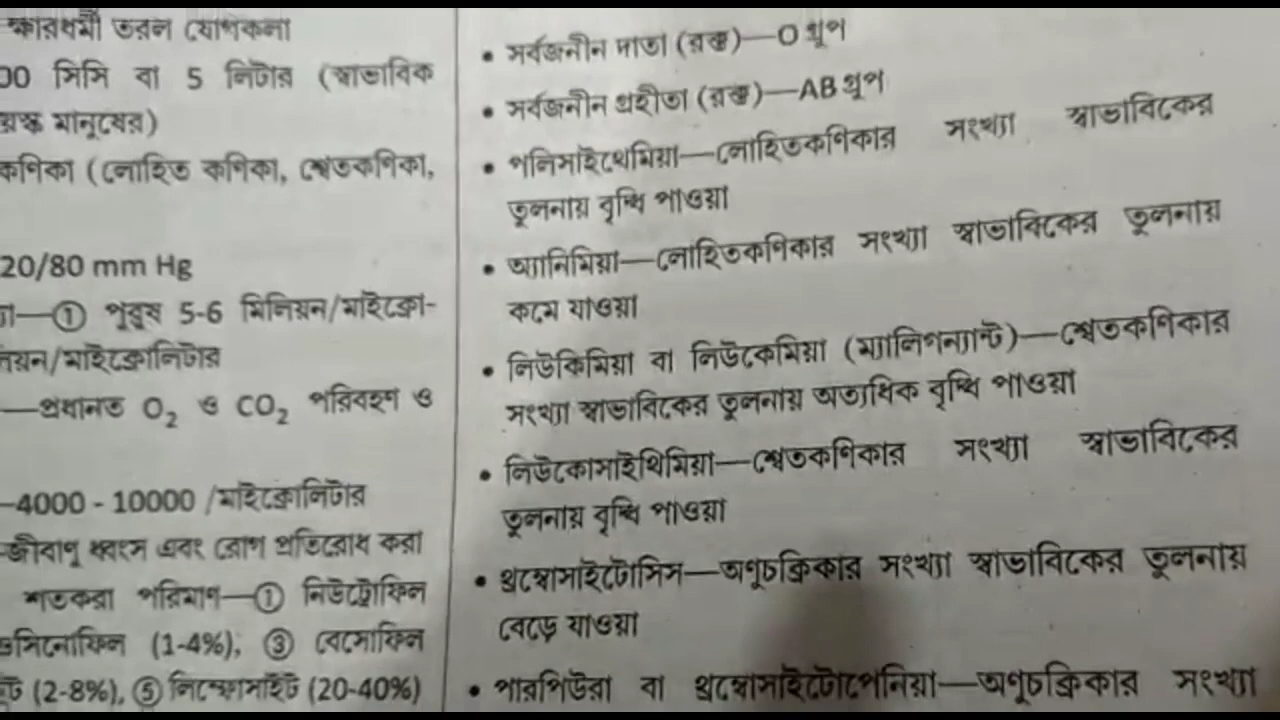 ক্ষারধর্মী তরল যোগকলা
00 সিসি বা 5 লিটার (স্বাভাবিক
য়স্ক মানুষের)
কণিকা (লোহিত কণিকা, শ্বেতকণিকা,
20/80 mm Hg
—① পুরুষ 5-6 মিলিয়ন/মাইক্রো-
লিয়ন/মাইক্রোলিটার
—প্রধানত O₂ ও CO₂ পরিবহণ ও
—4000 - 10000 /মাইক্রোলিটার
জীবাণু ধ্বংস এবং রোগ প্রতিরোধ করা
শতকরা পরিমাণ—① নিউট্রোফিল
ওসিনোফিল (1-4%), ③ বেসোফিল
ইট (2-8%), ⑤ লিম্ফোসাইট (20-40%)
• সর্বজনীন দাতা (রক্ত)—O গ্রুপ
• সর্বজনীন গ্রহীতা (রক্ত)—AB গ্রুপ
• পলিসাইথেমিয়া—লোহিতকণিকার সংখ্যা স্বাভাবিকের
তুলনায় বৃদ্ধি পাওয়া
• অ্যানিমিয়া—লোহিতকণিকার সংখ্যা স্বাভাবিকের তুলনায়
কমে যাওয়া
• লিউকিমিয়া বা লিউকেমিয়া (ম্যালিগন্যান্ট)—শ্বেতকণিকার
সংখ্যা স্বাভাবিকের তুলনায় অত্যধিক বৃদ্ধি পাওয়া
• লিউকোসাইথিমিয়া—শ্বেতকণিকার সংখ্যা স্বাভাবিকের
তুলনায় বৃদ্ধি পাওয়া
• থ্রম্বোসাইটোসিস—অণুচক্রিকার সংখ্যা স্বাভাবিকের তুলনায়
বেড়ে যাওয়া
• পারপিউরা বা থ্রম্বোসাইটোপেনিয়া—অণুচক্রিকার সংখ্যা